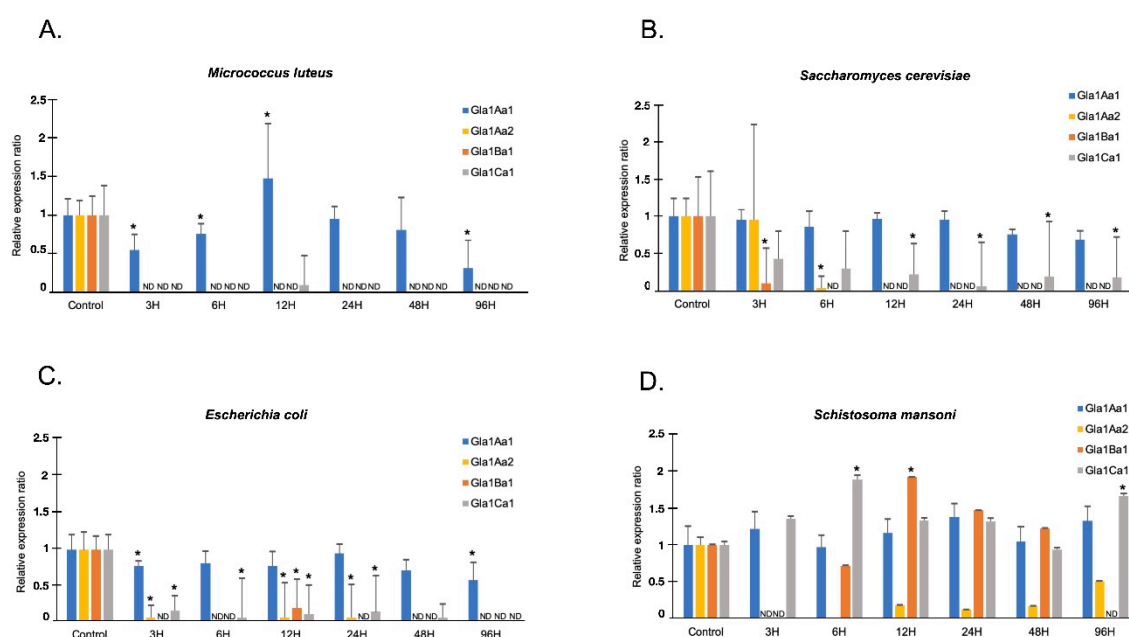 A.
Micrococcus luteus
Relative expression ratio
2.5
2
1.5
1
0.5
0
Gla1Aa1
Gla1Aa2
Gla1Ba1
Gla1Ca1
* * * *
ND ND ND ND ND ND ND ND ND ND ND ND ND ND ND ND ND
Control 3H 6H 12H 24H 48H 96H
B.
Saccharomyces cerevisiae
Relative expression ratio
2.5
2
1.5
1
0.5
0
Gla1Aa1
Gla1Aa2
Gla1Ba1
Gla1Ca1
* * * * * *
ND ND ND ND ND ND ND ND ND
Control 3H 6H 12H 24H 48H 96H
C.
Escherichia coli
Relative expression ratio
2.5
2
1.5
1
0.5
0
Gla1Aa1
Gla1Aa2
Gla1Ba1
Gla1Ca1
* * * * * * * * * *
ND ND ND ND ND ND ND ND ND
Control 3H 6H 12H 24H 48H 96H
D.
Schistosoma mansoni
Relative expression ratio
2.5
2
1.5
1
0.5
0
Gla1Aa1
Gla1Aa2
Gla1Ba1
Gla1Ca1
* * *
ND ND ND
Control 3H 6H 12H 24H 48H 96H